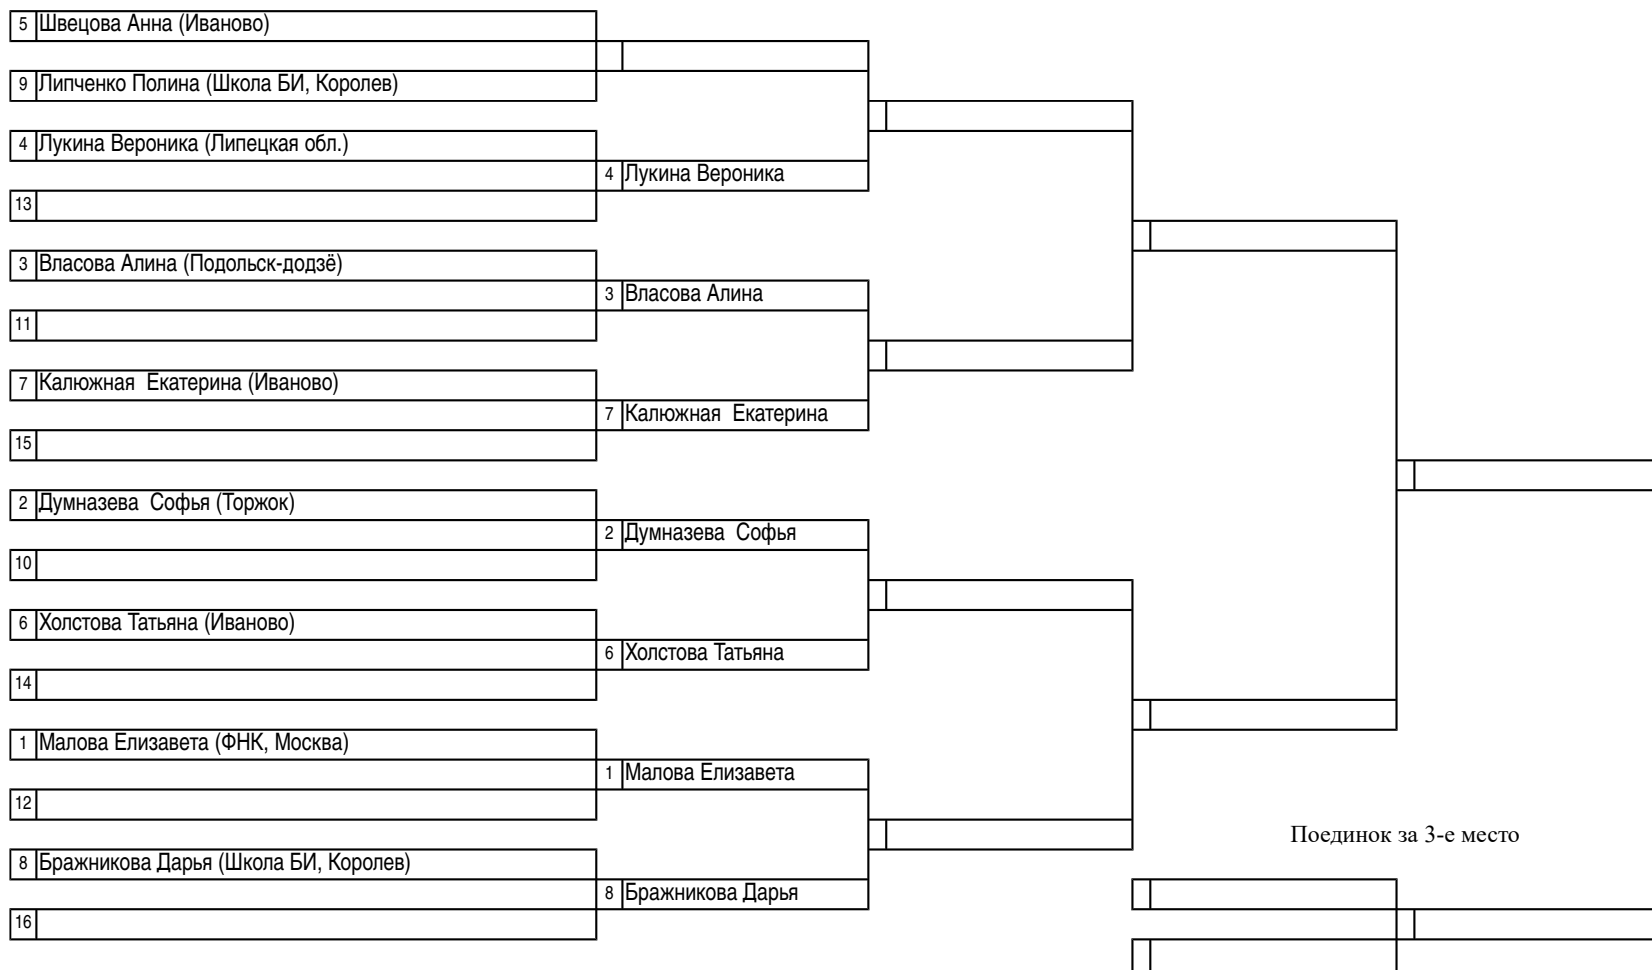 5 Швецова Анна (Иваново)
9 Липченко Полина (Школа БИ, Королев)
4 Лукина Вероника (Липецкая обл.)
4 Лукина Вероника
13
3 Власова Алина (Подольск-додзё)
3 Власова Алина
11
7 Калюжная Екатерина (Иваново)
7 Калюжная Екатерина
15
2 Думназева Софья (Торжок)
2 Думназева Софья
10
6 Холстова Татьяна (Иваново)
6 Холстова Татьяна
14
1 Малова Елизавета (ФНК, Москва)
1 Малова Елизавета
12
Поединок за 3-е место
8 Бражникова Дарья (Школа БИ, Королев)
8 Бражникова Дарья
16